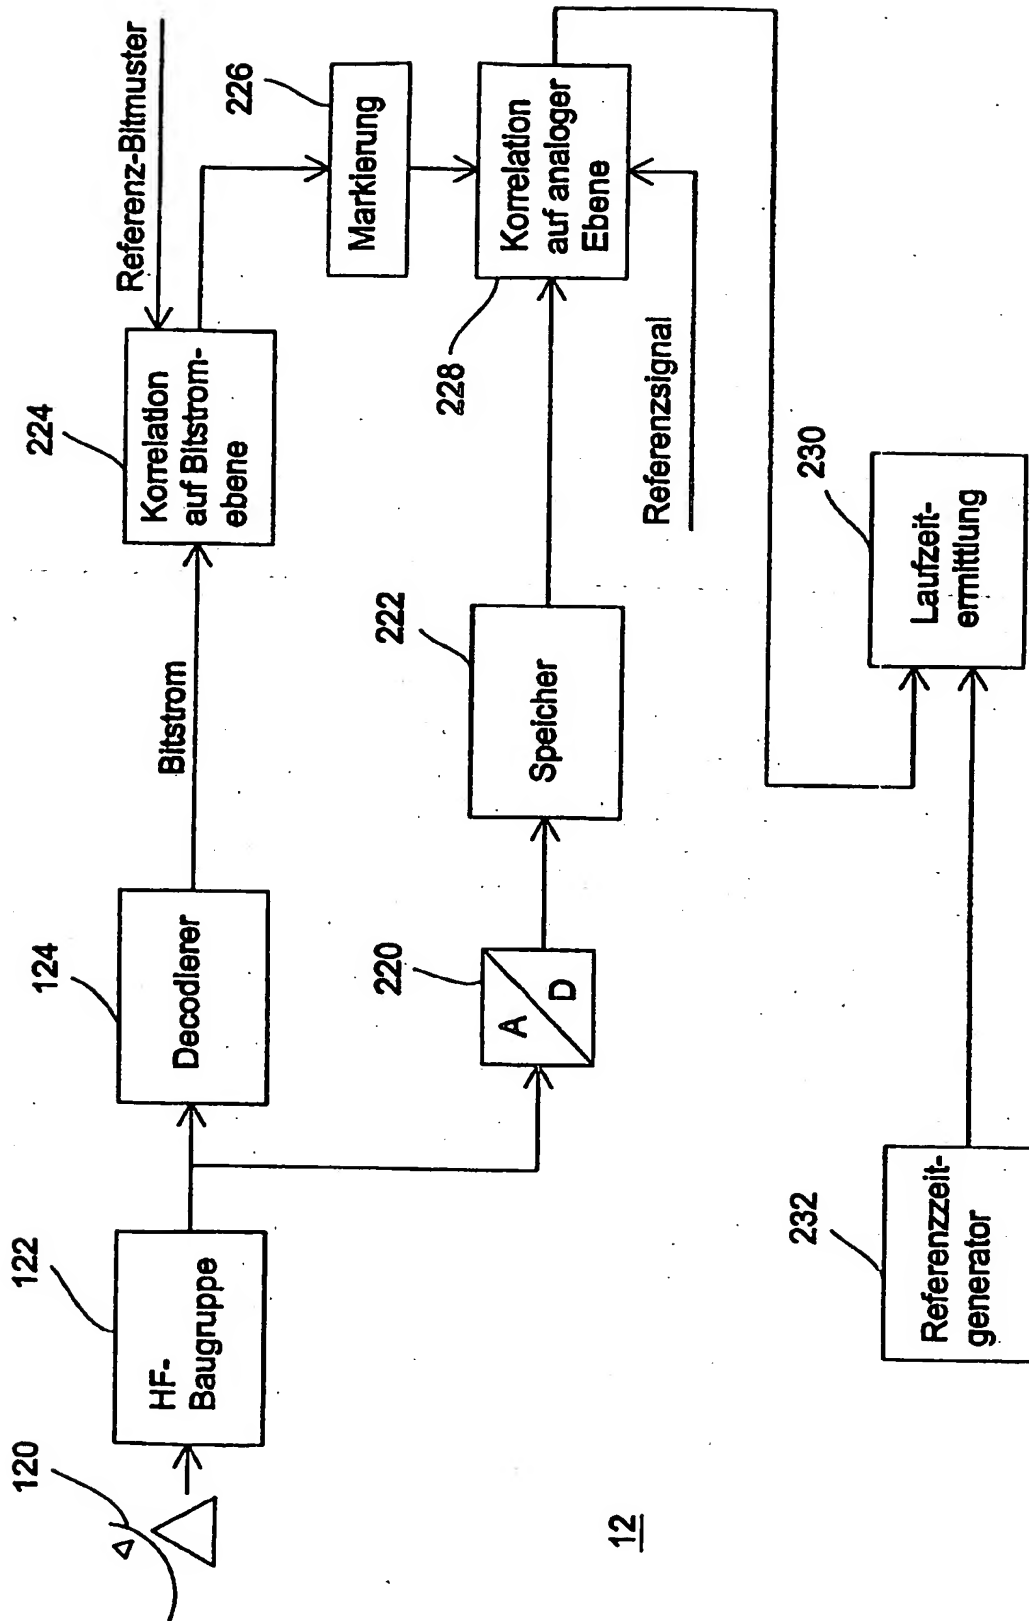 120
122
HF-
Baugruppe
124
Decodierer
Bitstrom
224
Korrelation
auf Bitstrom-
ebene
Referenz-Bitmuster
226
Markierung
220
A
D
222
Speicher
228
Korrelation
auf analoger
Ebene
Referenzsignal
230
Laufzeit-
ermittlung
232
Referenzzeit-
generator
12